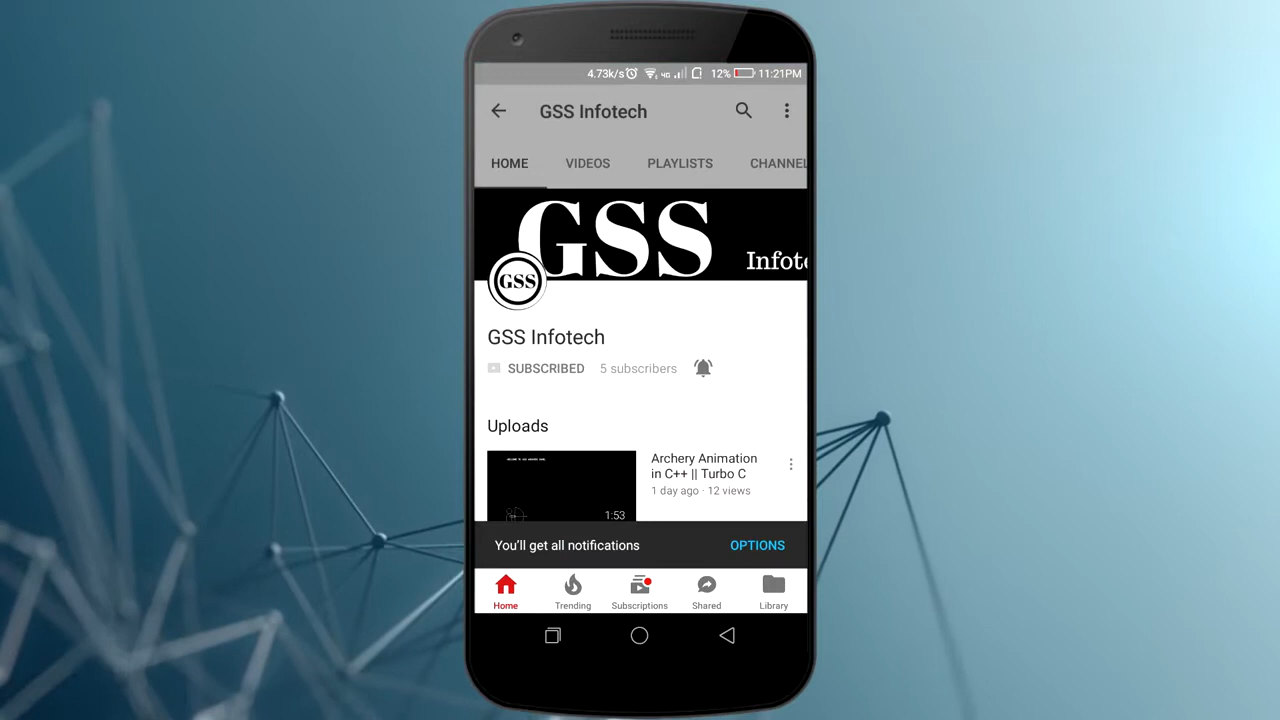 4.73k/s 4G 12% 11:21PM
GSS Infotech
HOME VIDEOS PLAYLISTS CHANNEL
GSS
Infote
GSS
GSS Infotech
SUBSCRIBED 5 subscribers
Uploads
Archery Animation
in C++ || Turbo C
1 day ago · 12 views
1:53
You'll get all notifications OPTIONS
Home Trending Subscriptions Shared Library